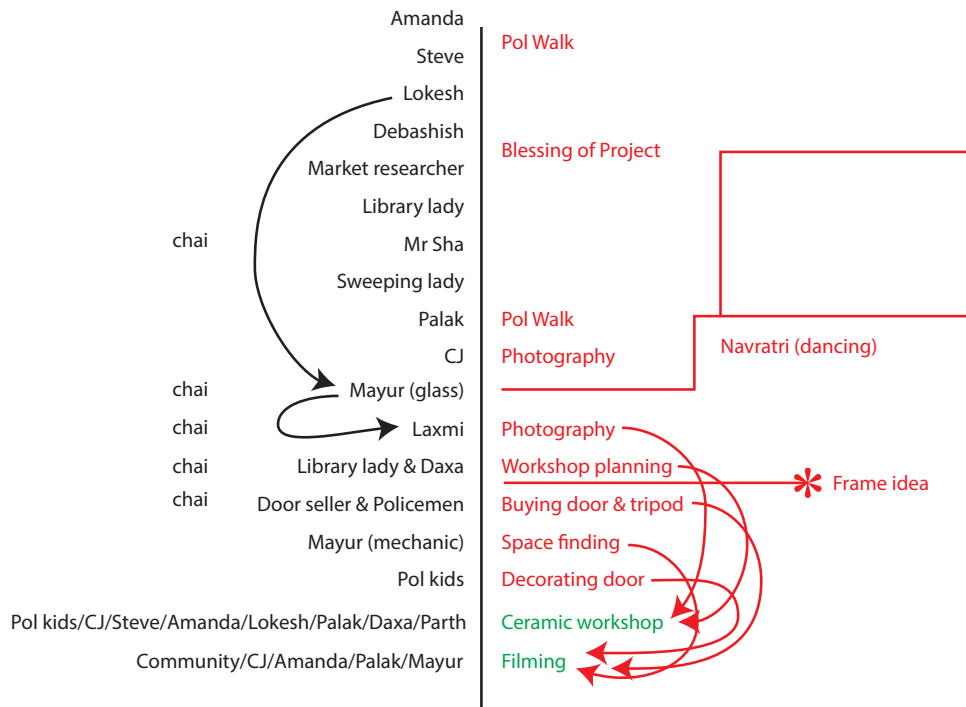 Amanda
Pol Walk
Steve
Lokesh
Debashish
Blessing of Project
Market researcher
Library lady
chai
Mr Sha
Sweeping lady
Palak
Pol Walk
Navratri (dancing)
CJ
Photography
chai
Mayur (glass)
chai
Laxmi
Photography
chai
Library lady & Daxa
Workshop planning
Frame idea
chai
Door seller & Policemen
Buying door & tripod
Mayur (mechanic)
Space finding
Pol kids
Decorating door
Pol kids/CJ/Steve/Amanda/Lokesh/Palak/Daxa/Parth
Ceramic workshop
Community/CJ/Amanda/Palak/Mayur
Filming